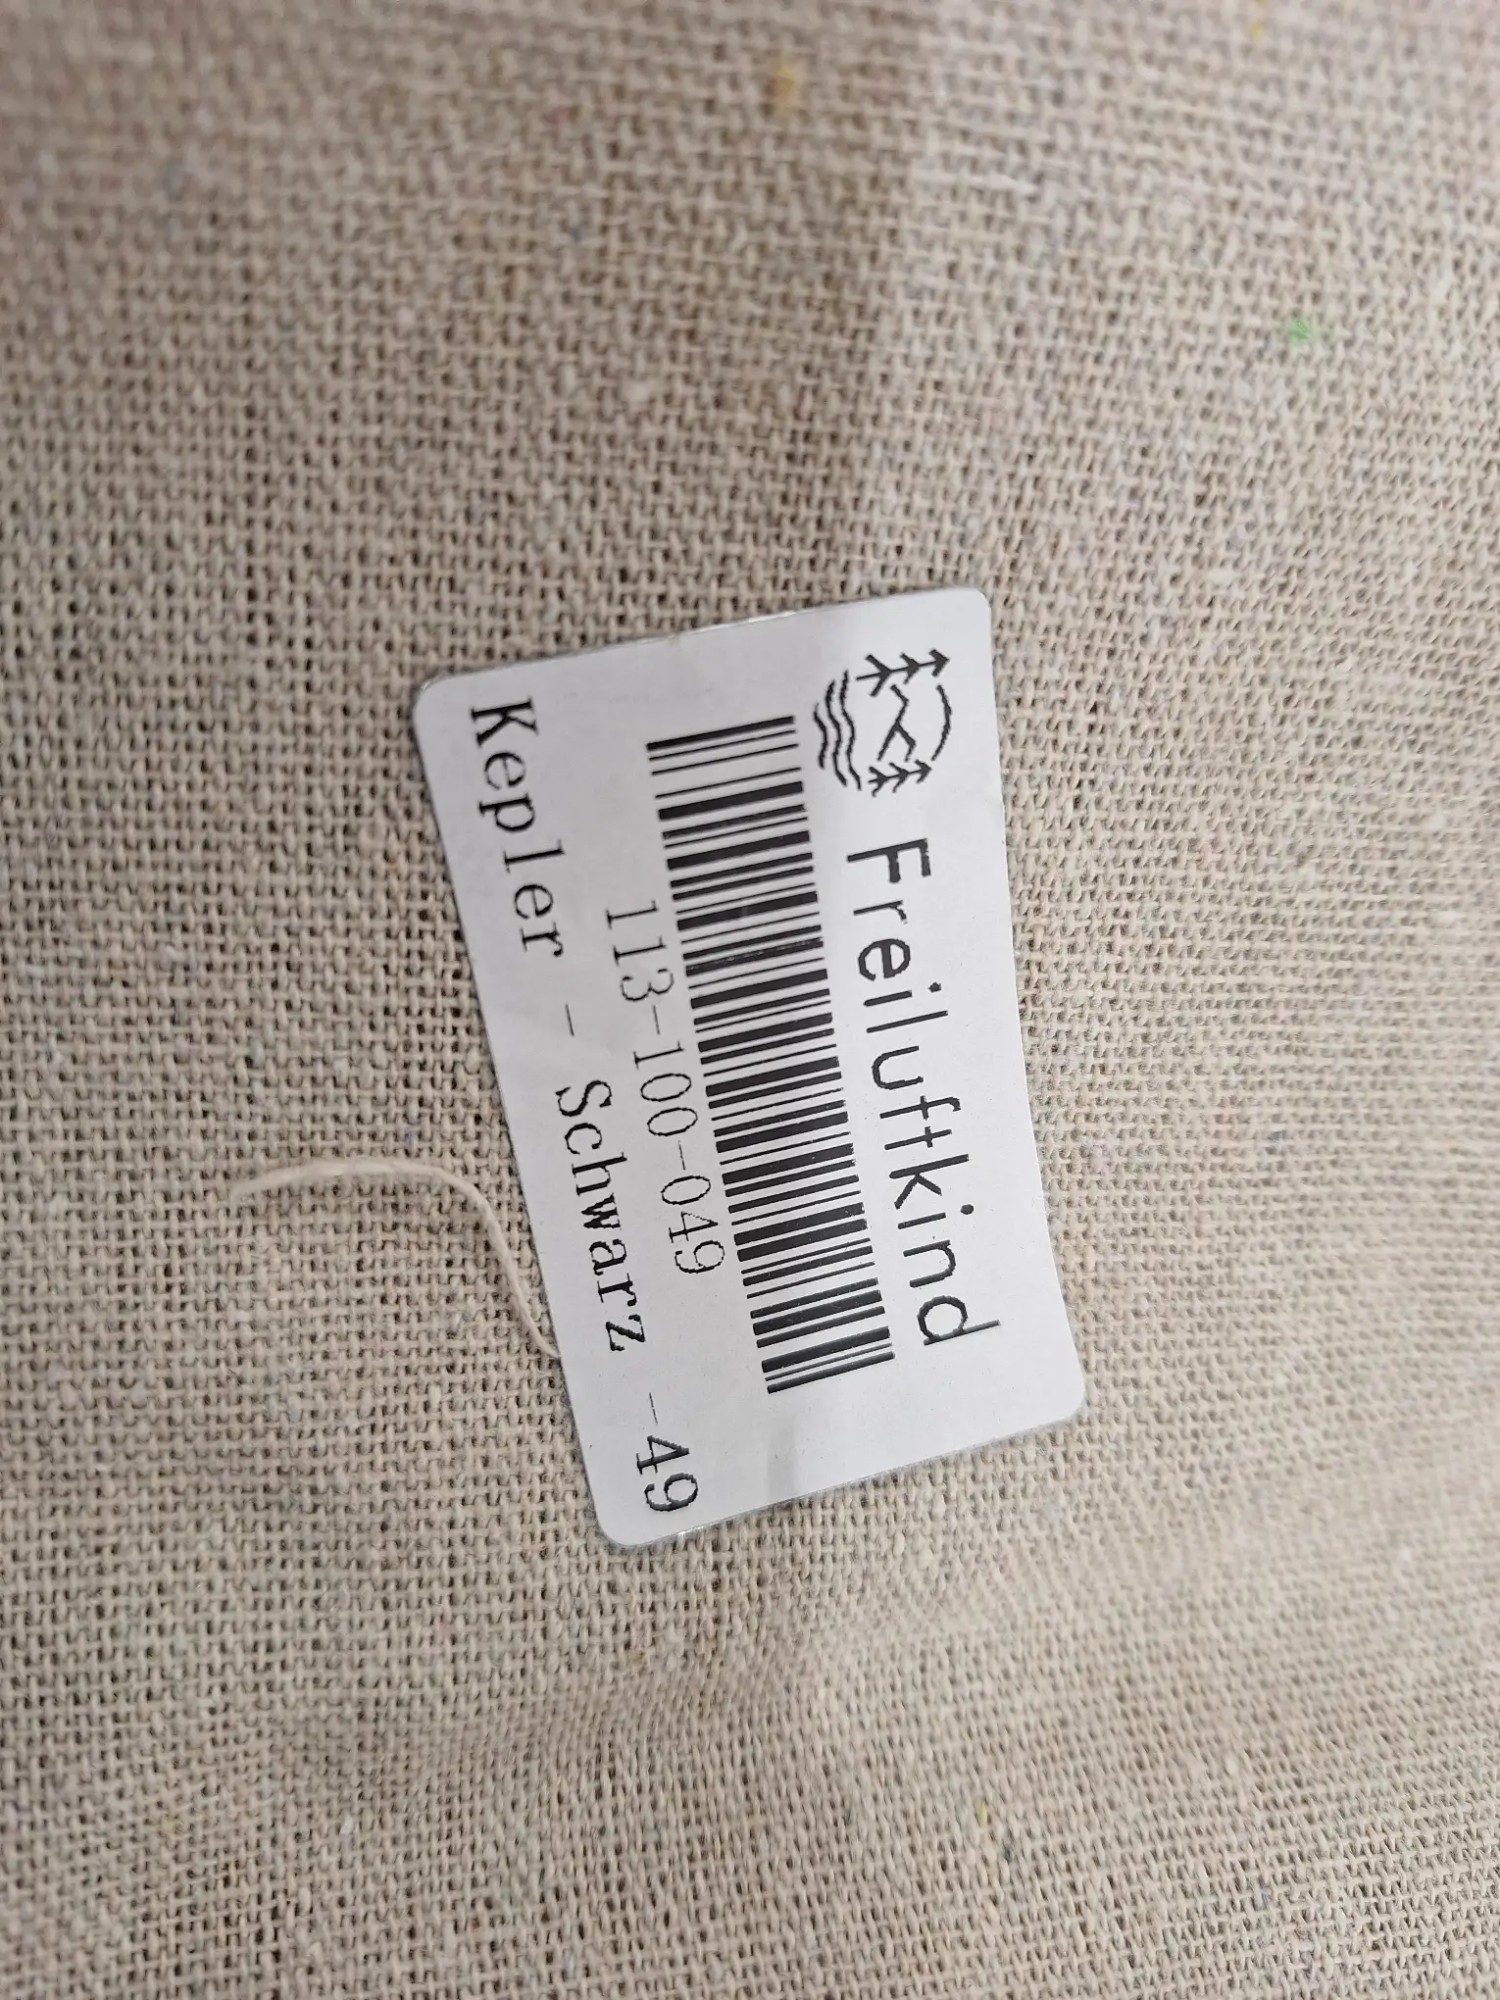 Freiluftkind
113-100-049
Kepler - Schwarz -49